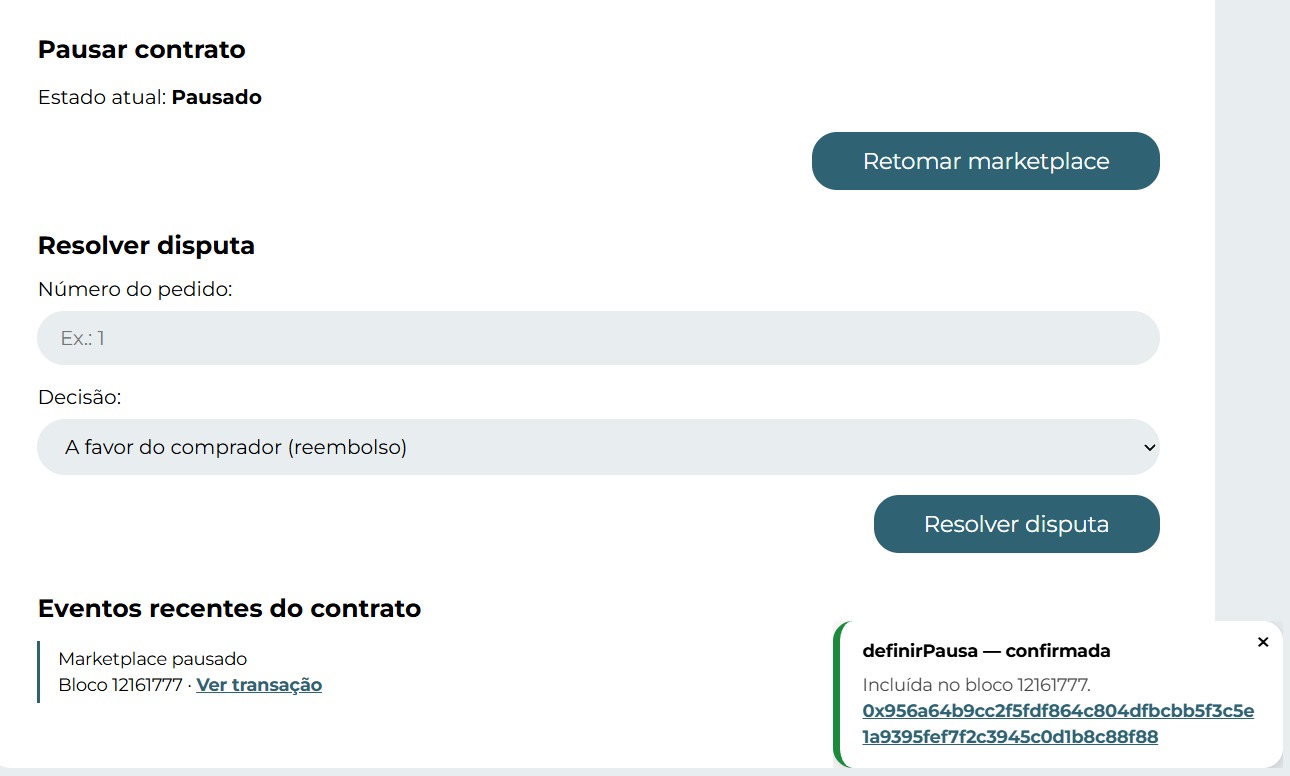 Pausar contrato
Estado atual: Pausado
Retomar marketplace
Resolver disputa
Número do pedido:
Ex.: 1
Decisão:
A favor do comprador (reembolso)
Resolver disputa
Eventos recentes do contrato
Marketplace pausado
Bloco 12161777 · Ver transação
definirPausa — confirmada
Incluída no bloco 12161777.
0x956a64b9cc2f5fdf864c804dfbcbb5f3c5e
1a9395fef7f2c3945c0d1b8c88f88